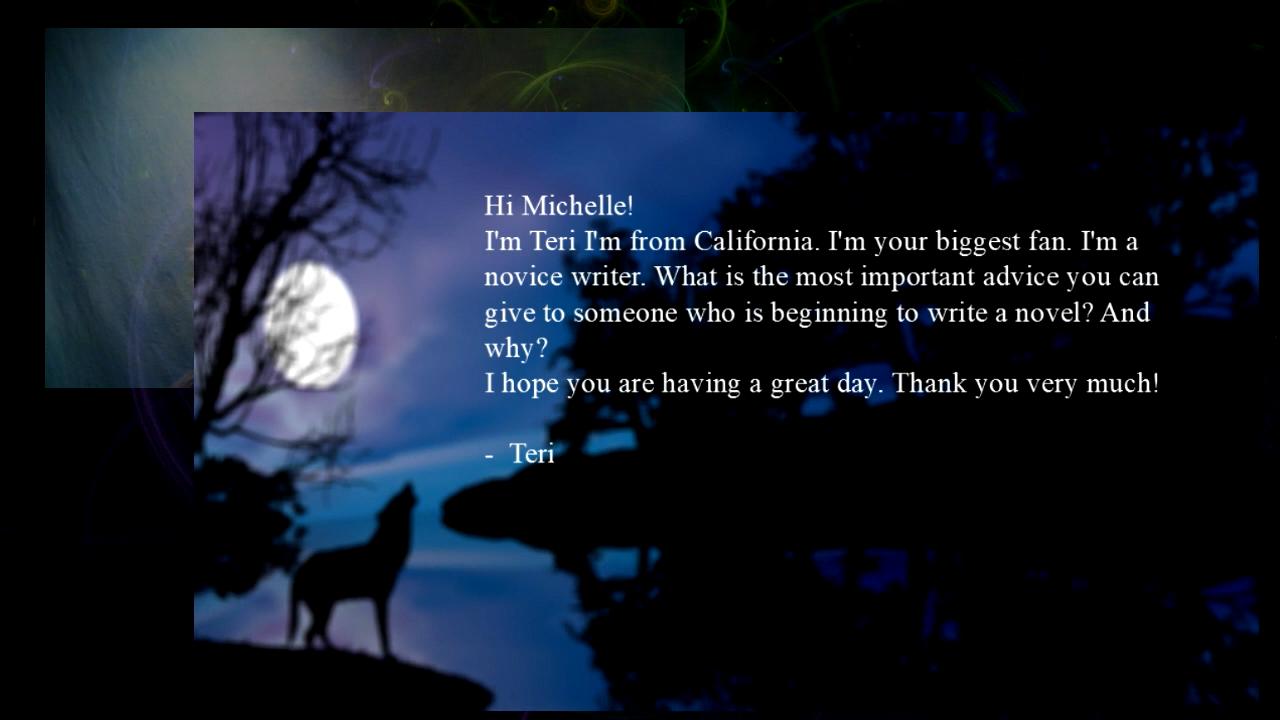 Hi Michelle!
I'm Teri I'm from California. I'm your biggest fan. I'm a
novice writer. What is the most important advice you can
give to someone who is beginning to write a novel? And
why?
I hope you are having a great day. Thank you very much!
- Teri